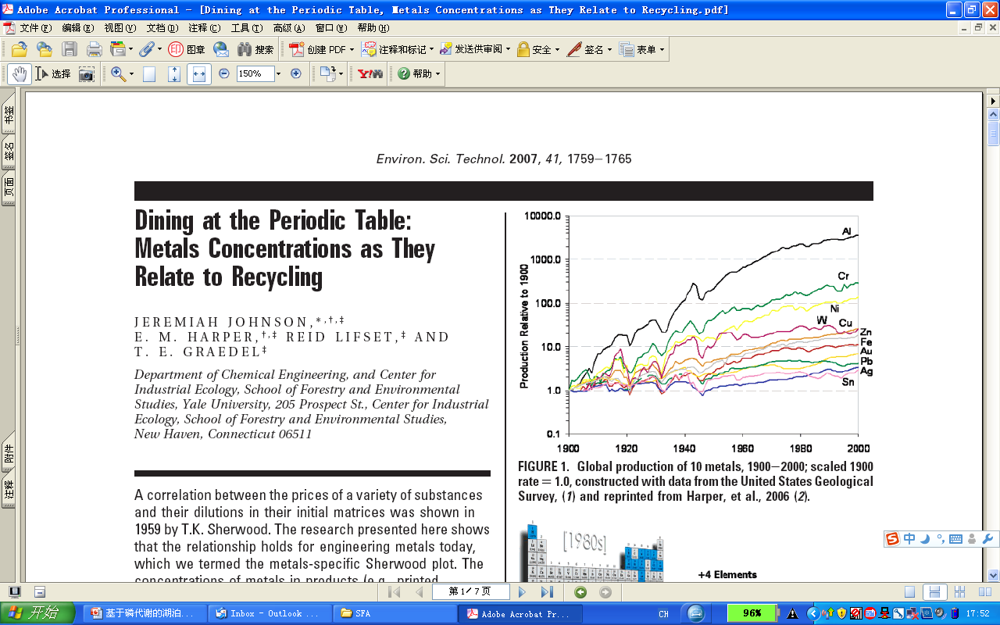 Adobe Acrobat Professional - [Dining at the Periodic Table, Metals Concentrations as They Relate to Recycling.pdf]
文件(F) 编辑(E) 视图(V) 文档(D) 注释(C) 工具(T) 高级(A) 窗口(W) 帮助(H)
图章 搜索 创建 PDF 注释和标记 发送供审阅 安全 签名 表单
选择 150% Y! 帮助
书签
签名
页面
附件
注释
Environ. Sci. Technol. 2007, 41, 1759–1765
Dining at the Periodic Table:
Metals Concentrations as They
Relate to Recycling
JEREMIAH JOHNSON,*,†,‡
E. M. HARPER,†,‡ REID LIFSET,‡ AND
T. E. GRAEDEL‡
Department of Chemical Engineering, and Center for
Industrial Ecology, School of Forestry and Environmental
Studies, Yale University, 205 Prospect St., Center for Industrial
Ecology, School of Forestry and Environmental Studies,
New Haven, Connecticut 06511
A correlation between the prices of a variety of substances
and their dilutions in their initial matrices was shown in
1959 by T.K. Sherwood. The research presented here shows
that the relationship holds for engineering metals today,
which we termed the metals-specific Sherwood plot. The
concentrations of metals in products (e.g., printed
Production Relative to 1900
10000.0
1000.0
100.0
10.0
1.0
0.1
1900 1920 1940 1960 1980 2000
Al
Cr
Ni
W Cu
Zn
Fe
Au
Pb
Ag
Sn
FIGURE 1. Global production of 10 metals, 1900–2000; scaled 1900
rate = 1.0, constructed with data from the United States Geological
Survey, (1) and reprinted from Harper, et al., 2006 (2).
[1980s]
+4 Elements
中
第 1 / 7 页
开始 基于磷代谢的湖泊... Inbox - Outlook ... SFA Adobe Acrobat Pr... CH 96% 17:52